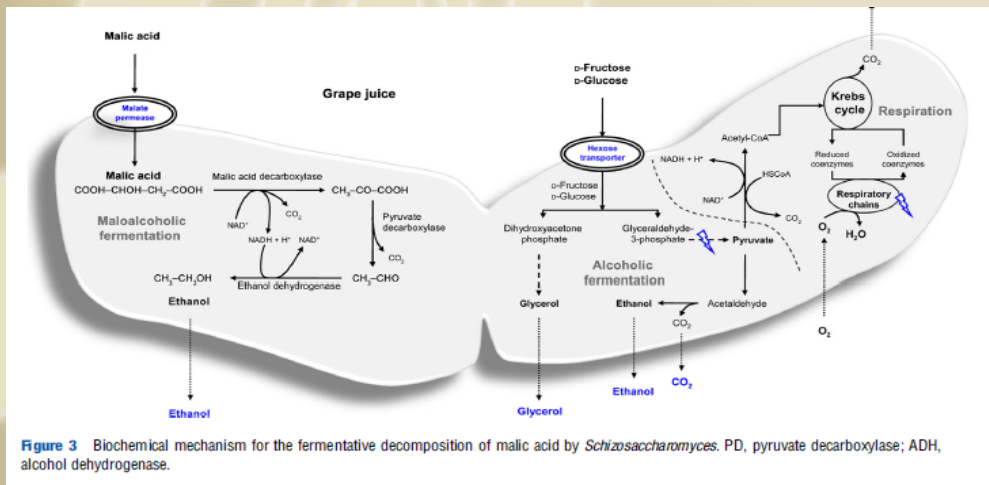 Malic acid
Malate
permease
Malic acid
COOH–CHOH–CH₂–COOH
Malic acid decarboxylase
CH₃–CO–COOH
Maloalcoholic
fermentation
NAD⁺
CO₂
NADH + H⁺
NAD⁺
Pyruvate
decarboxylase
CO₂
CH₃–CH₂OH
Ethanol dehydrogenase
CH₃–CHO
Ethanol
Ethanol
Grape juice
D-Fructose
D-Glucose
Hexose
transporter
D-Fructose
D-Glucose
Dihydroxyacetone
phosphate
Glyceraldehyde-
3-phosphate
Pyruvate
Alcoholic
fermentation
Glycerol
Ethanol
Acetaldehyde
CO₂
Glycerol
Ethanol
CO₂
NADH + H⁺
NAD⁺
Acetyl-CoA
HSCoA
CO₂
CO₂
Krebs
cycle
Respiration
Reduced
coenzymes
Oxidized
coenzymes
Respiratory
chains
O₂
H₂O
O₂
Figure 3 Biochemical mechanism for the fermentative decomposition of malic acid by Schizosaccharomyces. PD, pyruvate decarboxylase; ADH,
alcohol dehydrogenase.